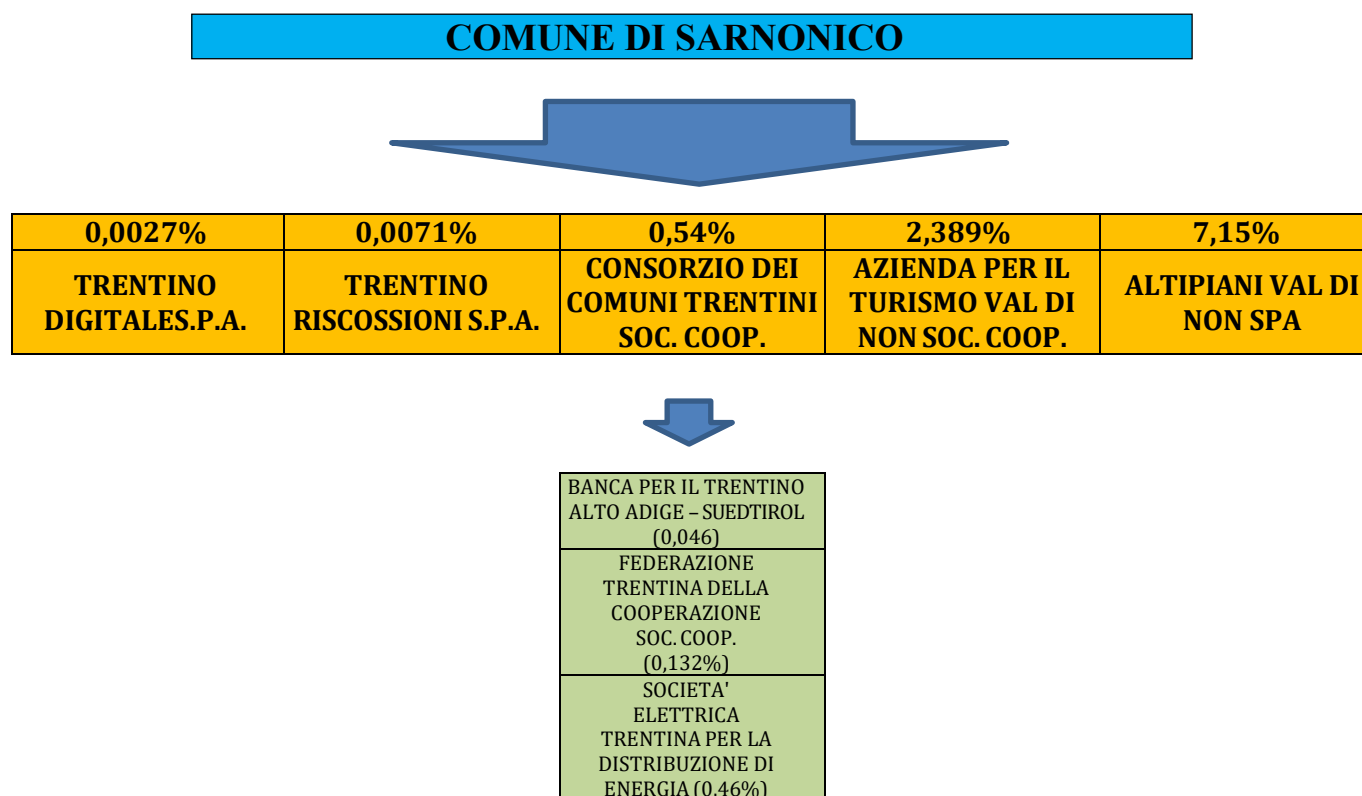 COMUNE DI SARNONICO
0,0027%
0,0071%
0,54%
2,389%
7,15%
TRENTINO
DIGITALES.P.A.
TRENTINO
RISCOSSIONI S.P.A.
CONSORZIO DEI
COMUNI TRENTINI
SOC. COOP.
AZIENDA PER IL
TURISMO VAL DI
NON SOC. COOP.
ALTIPIANI VAL DI
NON SPA
BANCA PER IL TRENTINO
ALTO ADIGE – SUEDTIROL
(0,046)
FEDERAZIONE
TRENTINA DELLA
COOPERAZIONE
SOC. COOP.
(0,132%)
SOCIETA'
ELETTRICA
TRENTINA PER LA
DISTRIBUZIONE DI
ENERGIA (0,46%)